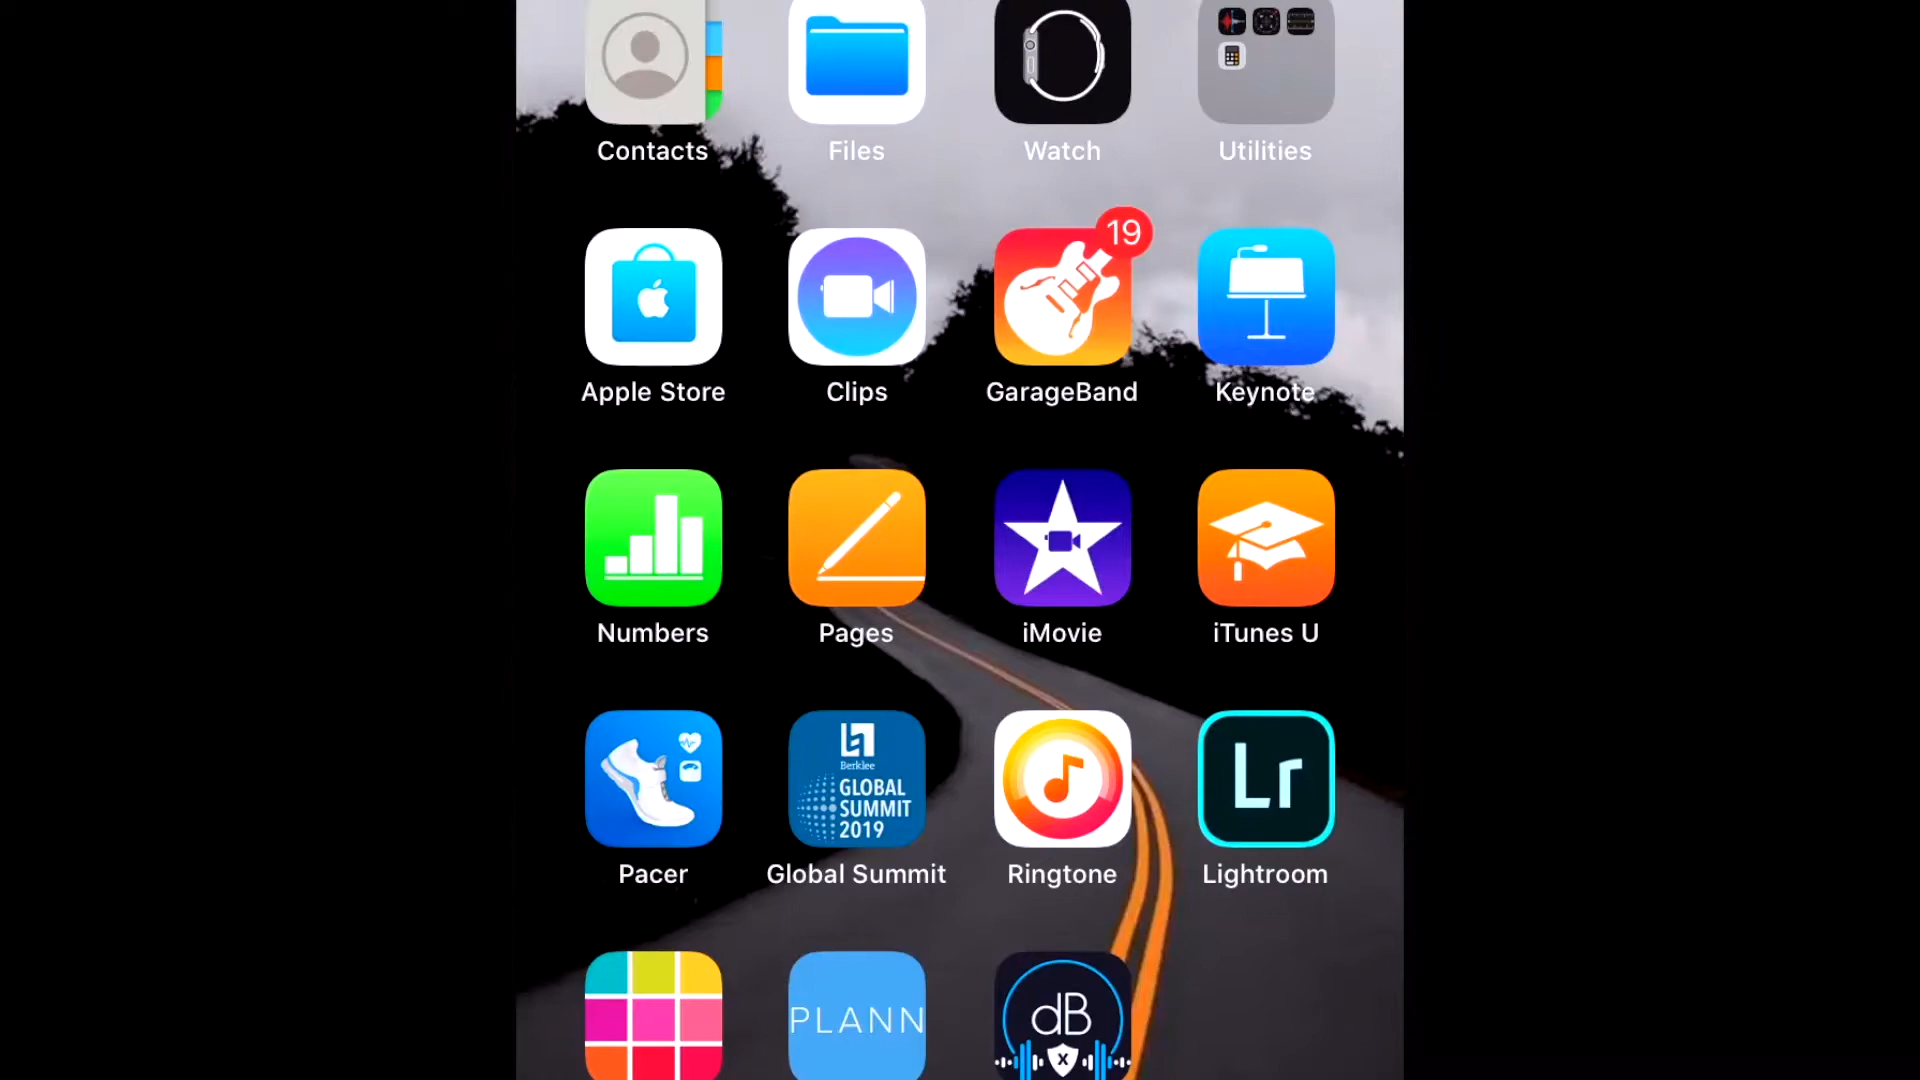 Contacts Files Watch Utilities
19
Apple Store Clips GarageBand Keynote
Numbers Pages iMovie iTunes U
Berklee
GLOBAL
SUMMIT
2019
Lr
Pacer Global Summit Ringtone Lightroom
PLANN
dB
X